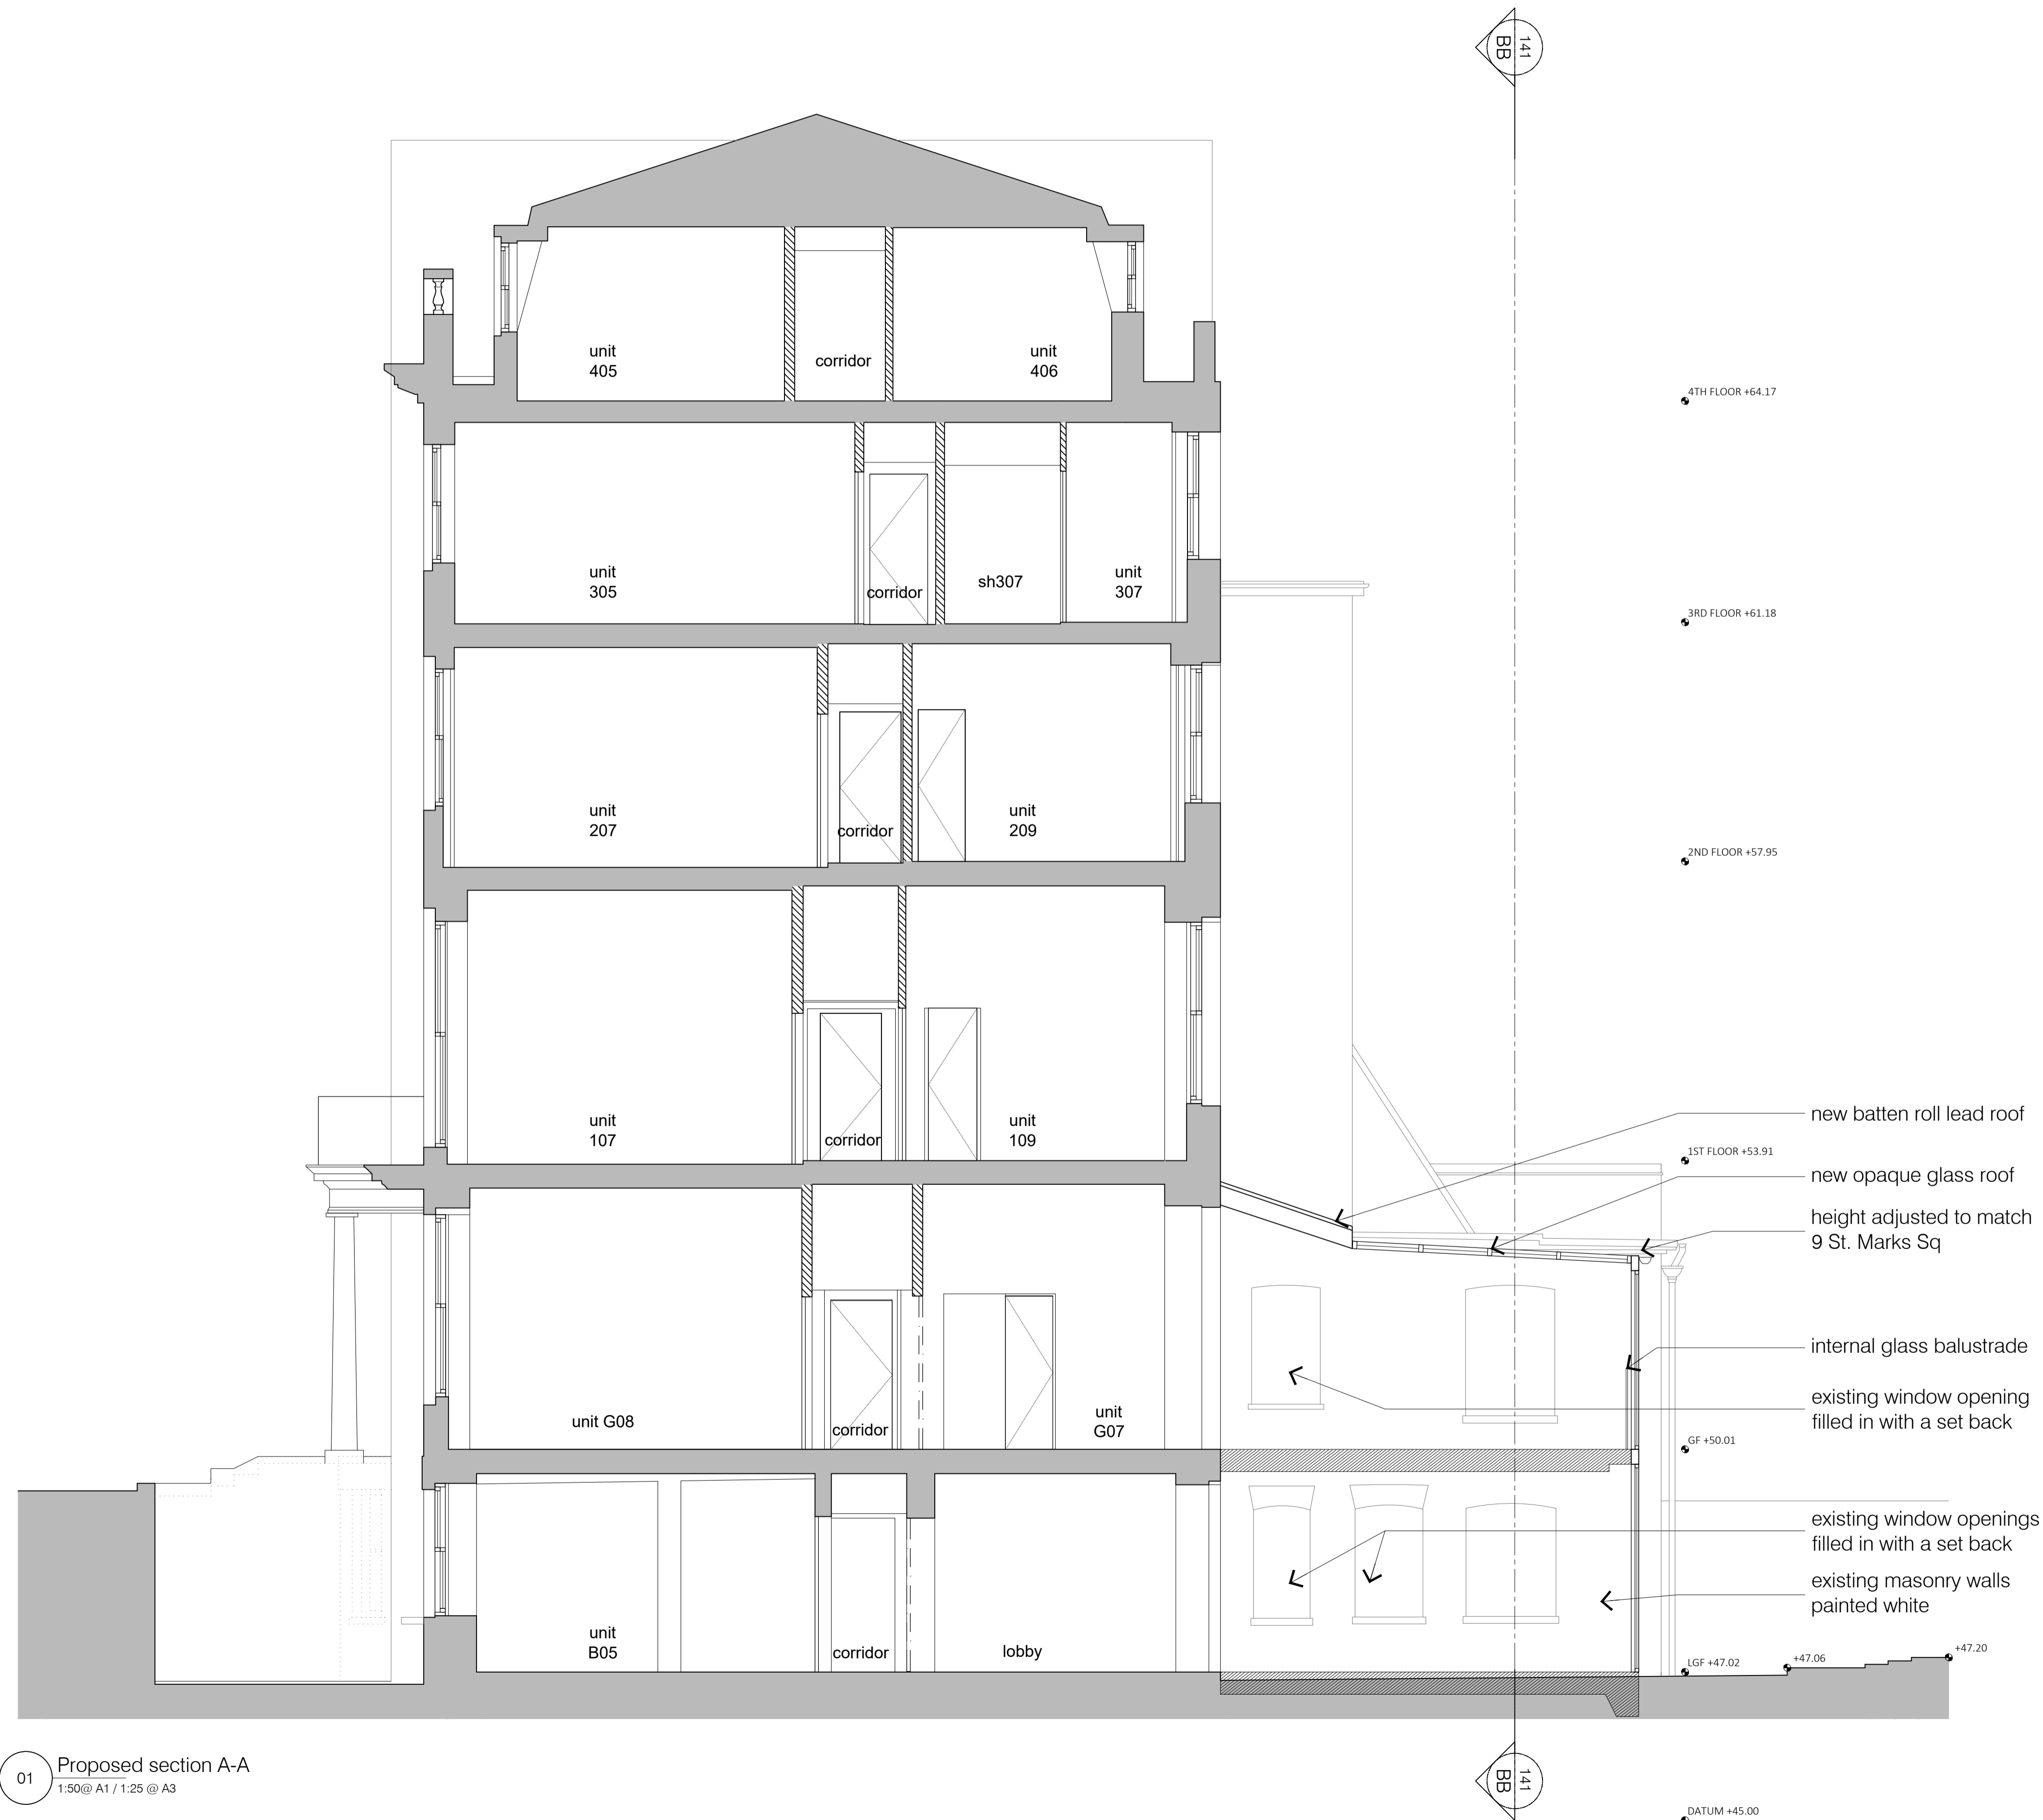 141
BB
unit
405
corridor
unit
406
4TH FLOOR +64.17
unit
305
corridor
sh307
unit
307
3RD FLOOR +61.18
unit
207
corridor
unit
209
2ND FLOOR +57.95
unit
107
corridor
unit
109
new batten roll lead roof
1ST FLOOR +53.91
new opaque glass roof
height adjusted to match
9 St. Marks Sq
internal glass balustrade
existing window opening
filled in with a set back
unit G08
corridor
unit
G07
GF +50.01
existing window openings
filled in with a set back
existing masonry walls
painted white
unit
B05
corridor
lobby
LGF +47.02
+47.06
+47.20
01
Proposed section A-A
1:50@ A1 / 1:25 @ A3
141
BB
DATUM +45.00